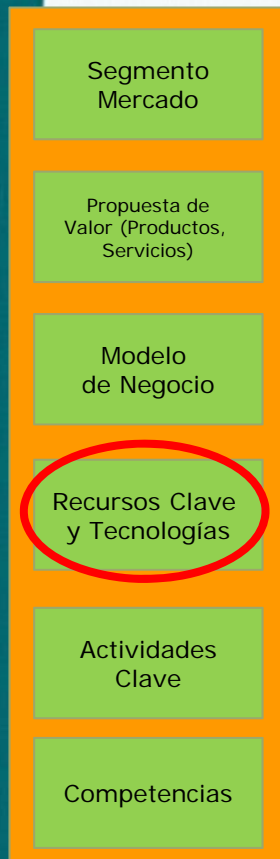 Segmento
Mercado
Propuesta de
Valor (Productos,
Servicios)
Modelo
de Negocio
Recursos Clave
y Tecnologías
Actividades
Clave
Competencias